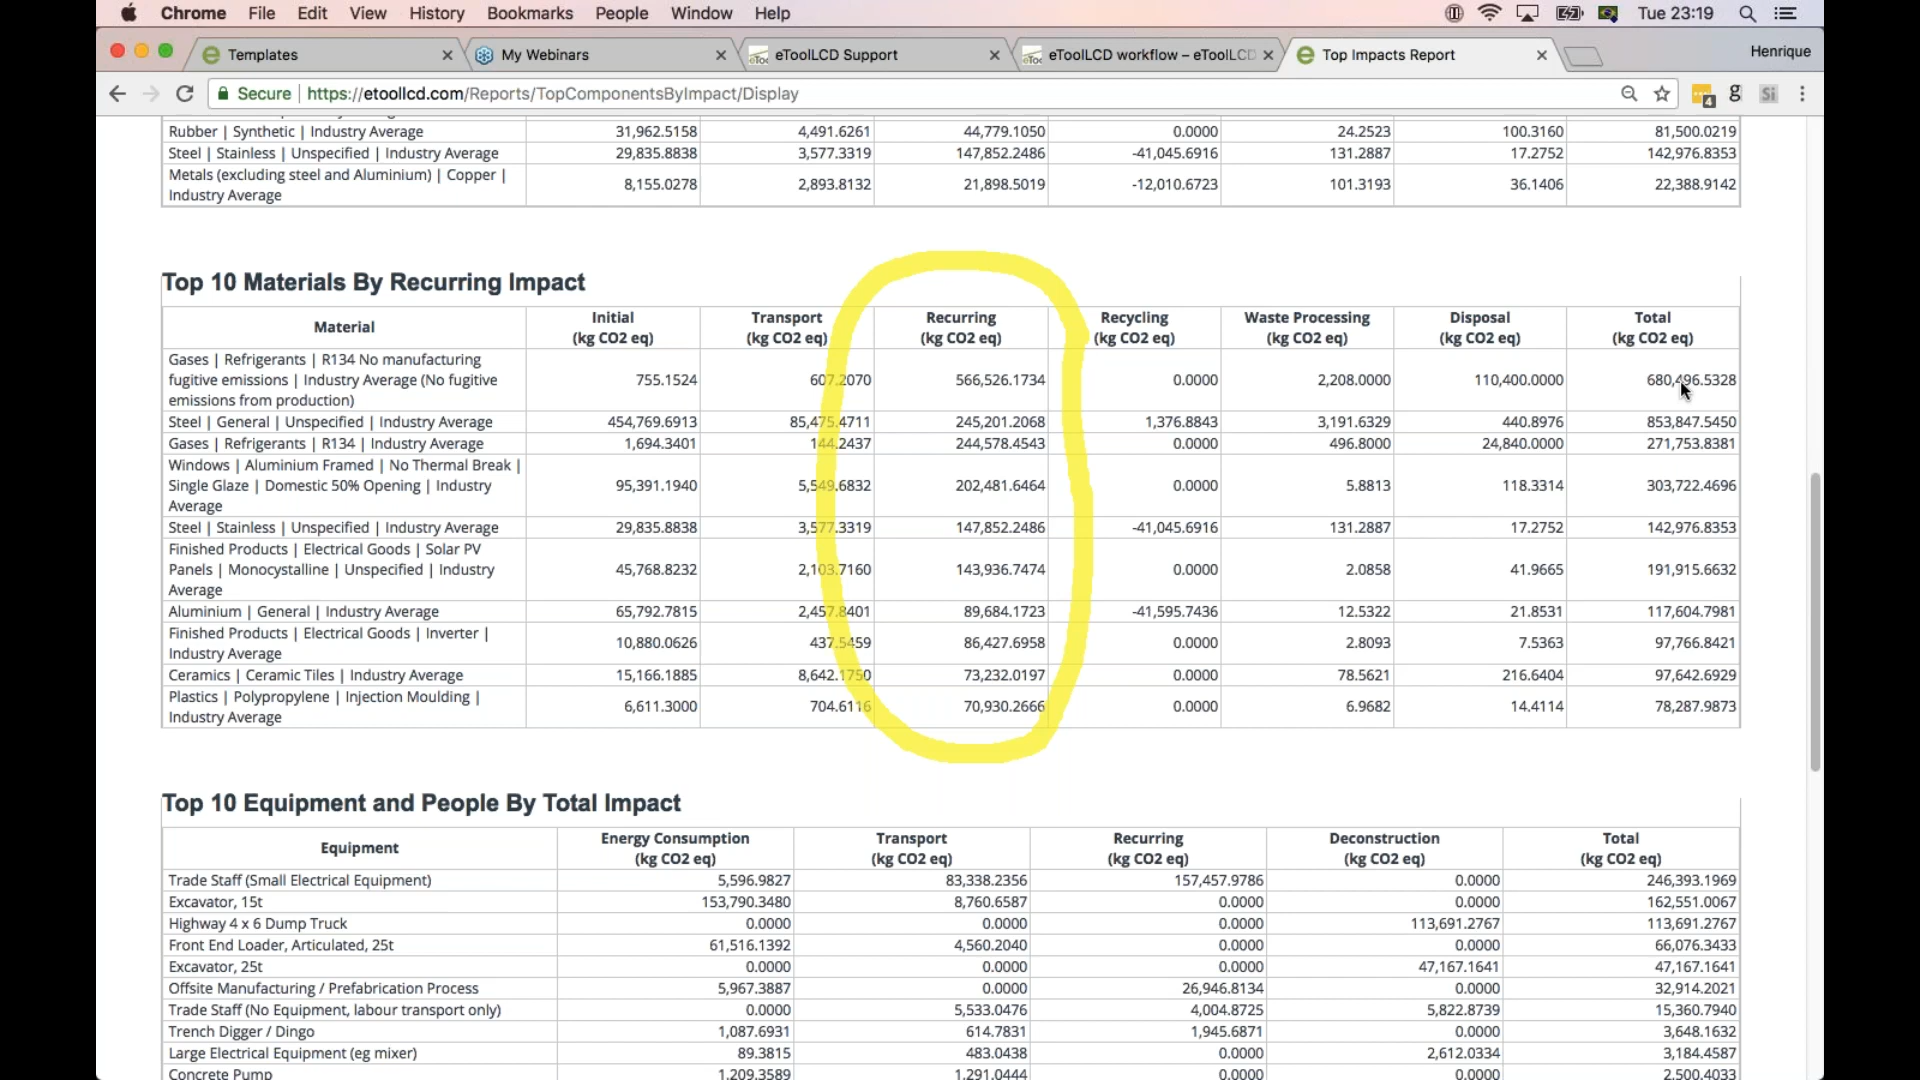 Chrome File Edit View History Bookmarks People Window Help Tue 23:19
Templates My Webinars eToolLCD Support eToolLCD workflow – eToolLCD Top Impacts Report Henrique
Secure https://etoollcd.com/Reports/TopComponentsByImpact/Display 4 g Si
Rubber | Synthetic | Industry Average 31,962.5158 4,491.6261 44,779.1050 0.0000 24.2523 100.3160 81,500.0219
Steel | Stainless | Unspecified | Industry Average 29,835.8838 3,577.3319 147,852.2486 -41,045.6916 131.2887 17.2752 142,976.8353
Metals (excluding steel and Aluminium) | Copper |
Industry Average 8,155.0278 2,893.8132 21,898.5019 -12,010.6723 101.3193 36.1406 22,388.9142
Top 10 Materials By Recurring Impact
Material Initial Transport Recurring Recycling Waste Processing Disposal Total
(kg CO2 eq) (kg CO2 eq) (kg CO2 eq) (kg CO2 eq) (kg CO2 eq) (kg CO2 eq) (kg CO2 eq)
Gases | Refrigerants | R134 No manufacturing
fugitive emissions | Industry Average (No fugitive 755.1524 607.2070 566,526.1734 0.0000 2,208.0000 110,400.0000 680,496.5328
emissions from production)
Steel | General | Unspecified | Industry Average 454,769.6913 85,475.4711 245,201.2068 1,376.8843 3,191.6329 440.8976 853,847.5450
Gases | Refrigerants | R134 | Industry Average 1,694.3401 144.2437 244,578.4543 0.0000 496.8000 24,840.0000 271,753.8381
Windows | Aluminium Framed | No Thermal Break |
Single Glaze | Domestic 50% Opening | Industry 95,391.1940 5,549.6832 202,481.6464 0.0000 5.8813 118.3314 303,722.4696
Average
Steel | Stainless | Unspecified | Industry Average 29,835.8838 3,577.3319 147,852.2486 -41,045.6916 131.2887 17.2752 142,976.8353
Finished Products | Electrical Goods | Solar PV
Panels | Monocystalline | Unspecified | Industry 45,768.8232 2,103.7160 143,936.7474 0.0000 2.0858 41.9665 191,915.6632
Average
Aluminium | General | Industry Average 65,792.7815 2,457.8401 89,684.1723 -41,595.7436 12.5322 21.8531 117,604.7981
Finished Products | Electrical Goods | Inverter |
Industry Average 10,880.0626 437.5459 86,427.6958 0.0000 2.8093 7.5363 97,766.8421
Ceramics | Ceramic Tiles | Industry Average 15,166.1885 8,642.1750 73,232.0197 0.0000 78.5621 216.6404 97,642.6929
Plastics | Polypropylene | Injection Moulding |
Industry Average 6,611.3000 704.6116 70,930.2666 0.0000 6.9682 14.4114 78,287.9873
Top 10 Equipment and People By Total Impact
Equipment Energy Consumption Transport Recurring Deconstruction Total
(kg CO2 eq) (kg CO2 eq) (kg CO2 eq) (kg CO2 eq) (kg CO2 eq)
Trade Staff (Small Electrical Equipment) 5,596.9827 83,338.2356 157,457.9786 0.0000 246,393.1969
Excavator, 15t 153,790.3480 8,760.6587 0.0000 0.0000 162,551.0067
Highway 4 x 6 Dump Truck 0.0000 0.0000 0.0000 113,691.2767 113,691.2767
Front End Loader, Articulated, 25t 61,516.1392 4,560.2040 0.0000 0.0000 66,076.3433
Excavator, 25t 0.0000 0.0000 0.0000 47,167.1641 47,167.1641
Offsite Manufacturing / Prefabrication Process 5,967.3887 0.0000 26,946.8134 0.0000 32,914.2021
Trade Staff (No Equipment, labour transport only) 0.0000 5,533.0476 4,004.8725 5,822.8739 15,360.7940
Trench Digger / Dingo 1,087.6931 614.7831 1,945.6871 0.0000 3,648.1632
Large Electrical Equipment (eg mixer) 89.3815 483.0438 0.0000 2,612.0334 3,184.4587
Concrete Pump 1,209.3589 1,291.0444 0.0000 0.0000 2,500.4033